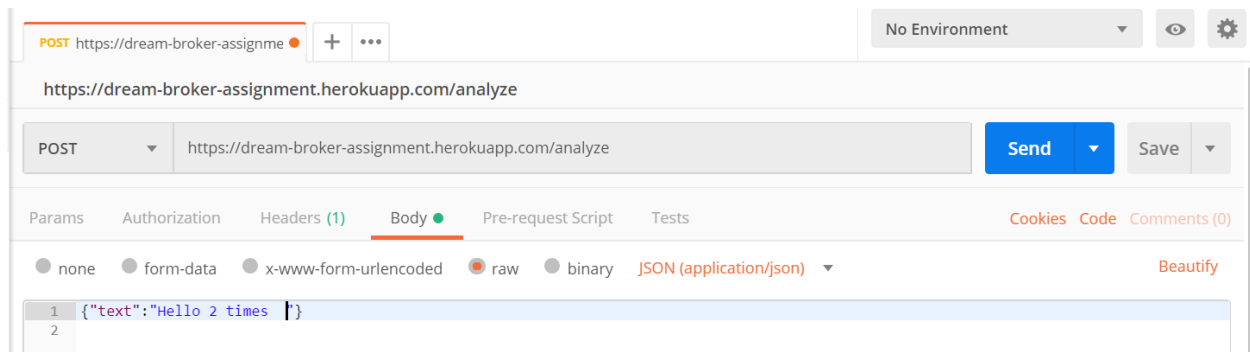 POST https://dream-broker-assignme + ••• No Environment
https://dream-broker-assignment.herokuapp.com/analyze
POST https://dream-broker-assignment.herokuapp.com/analyze Send Save
Params Authorization Headers (1) Body Pre-request Script Tests Cookies Code Comments (0)
none form-data x-www-form-urlencoded raw binary JSON (application/json) Beautify
1 {"text":"Hello 2 times  "}
2